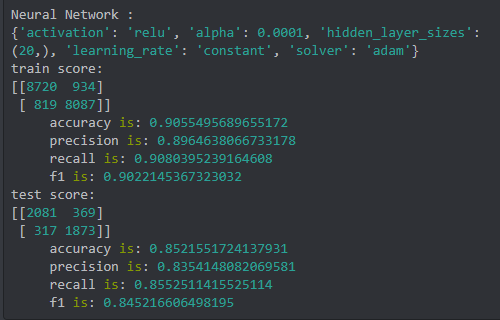 Neural Network :
{'activation': 'relu', 'alpha': 0.0001, 'hidden_layer_sizes':
(20,), 'learning_rate': 'constant', 'solver': 'adam'}
train score:
[[8720  934]
 [ 819 8087]]
    accuracy is: 0.9055495689655172
    precision is: 0.8964638066733178
    recall is: 0.9080395239164608
    f1 is: 0.9022145367323032
test score:
[[2081  369]
 [ 317 1873]]
    accuracy is: 0.8521551724137931
    precision is: 0.8354148082069581
    recall is: 0.8552511415525114
    f1 is: 0.845216606498195